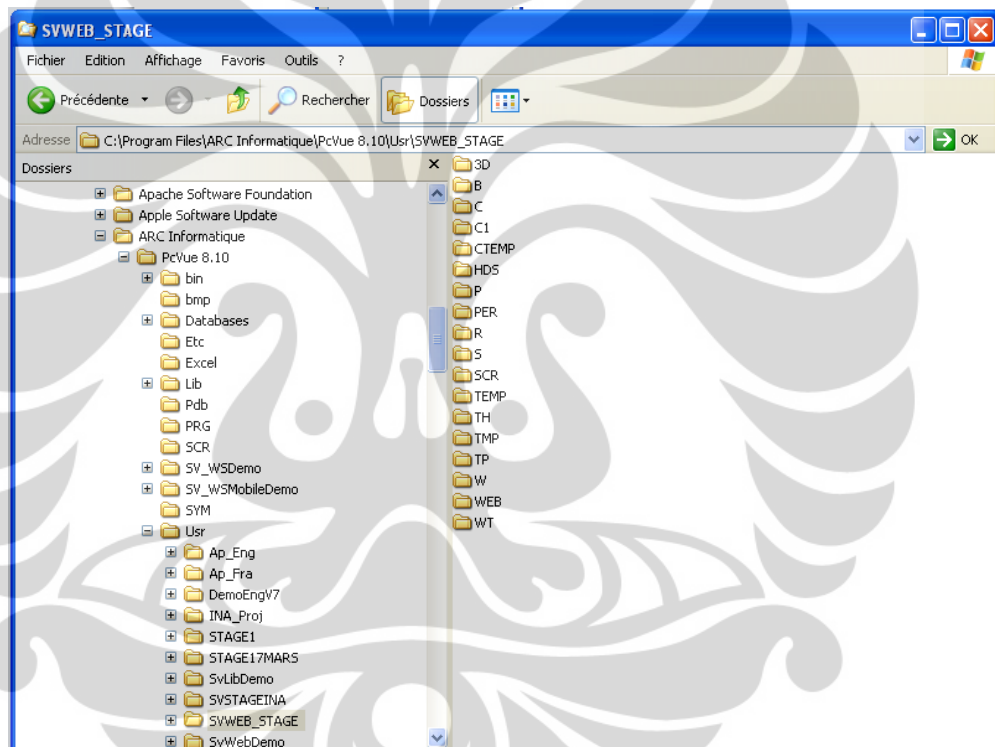 SVWEB_STAGE
Fichier Edition Affichage Favoris Outils ?
Précédente Rechercher Dossiers
Adresse C:\Program Files\ARC Informatique\PcVue 8.10\Usr\SVWEB_STAGE OK
Dossiers
Apache Software Foundation
Apple Software Update
ARC Informatique
PcVue 8.10
bin
bmp
Databases
Etc
Excel
Lib
Pdb
PRG
SCR
SV_WSDemo
SV_WSMobileDemo
SYM
Usr
Ap_Eng
Ap_Fra
DemoEngV7
INA_Proj
STAGE1
STAGE17MARS
SvLibDemo
SVSTAGEINA
SVWEB_STAGE
SvWebDemo
3D
B
C
C1
CTEMP
HDS
P
PER
R
S
SCR
TEMP
TH
TMP
TP
W
WEB
WT